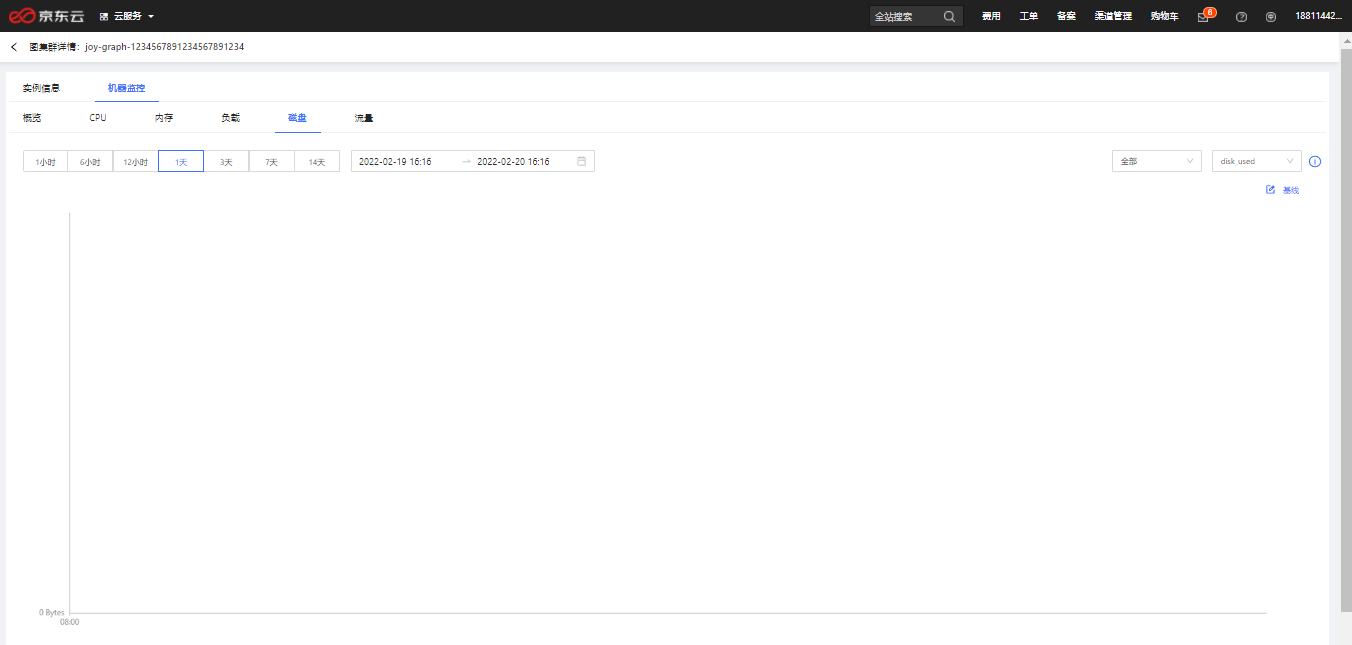 京东云 云服务 全站搜索 费用 工单 备案 渠道管理 购物车 6 18811442...
图集群详情: joy-graph-1234567891234567891234
实例信息 机器监控
概览 CPU 内存 负载 磁盘 流量
1小时 6小时 12小时 1天 3天 7天 14天 2022-02-19 16:16 → 2022-02-20 16:16 全部 disk_used
基线
0 Bytes
08:00